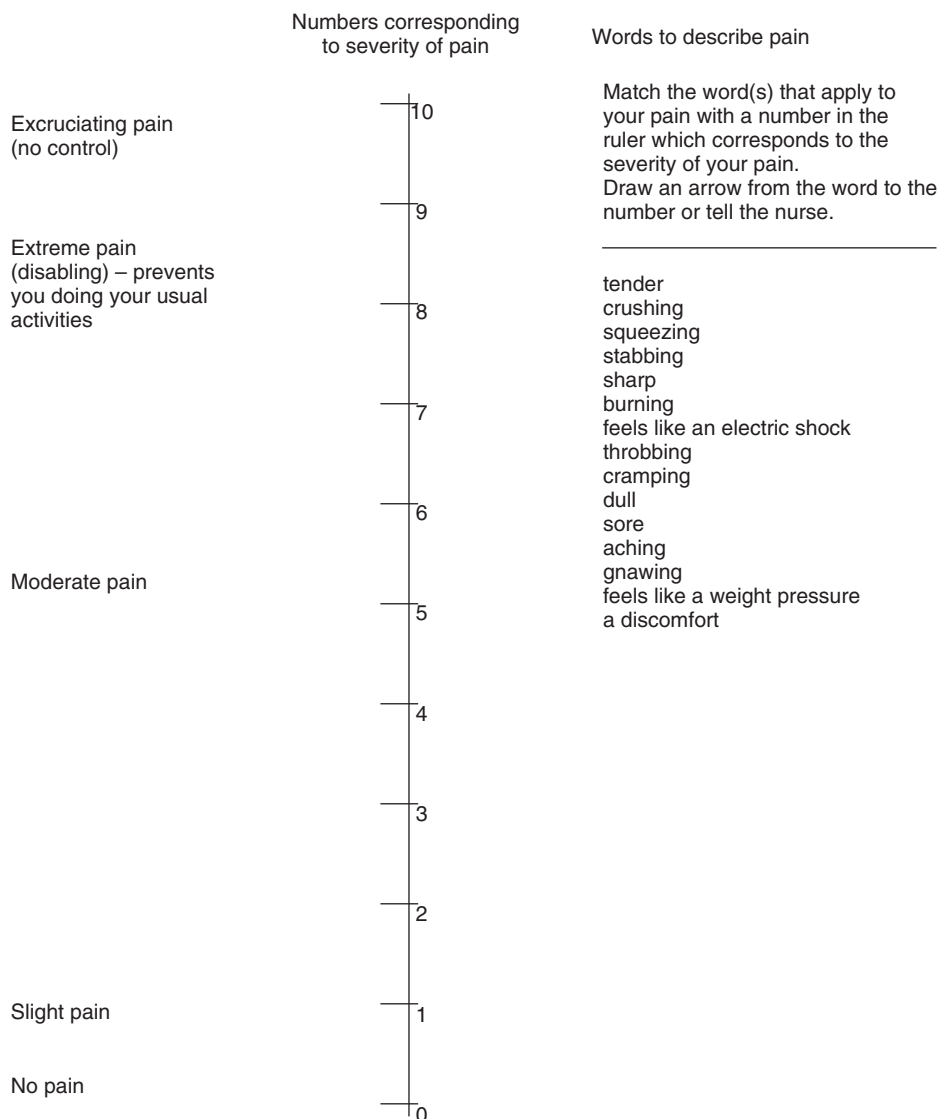 Numbers corresponding
to severity of pain
Words to describe pain
Excruciating pain
(no control)
Extreme pain
(disabling) – prevents
you doing your usual
activities
Moderate pain
Slight pain
No pain
10
9
8
7
6
5
4
3
2
1
0
Match the word(s) that apply to
your pain with a number in the
ruler which corresponds to the
severity of your pain.
Draw an arrow from the word to the
number or tell the nurse.
tender
crushing
squeezing
stabbing
sharp
burning
feels like an electric shock
throbbing
cramping
dull
sore
aching
gnawing
feels like a weight pressure
a discomfort